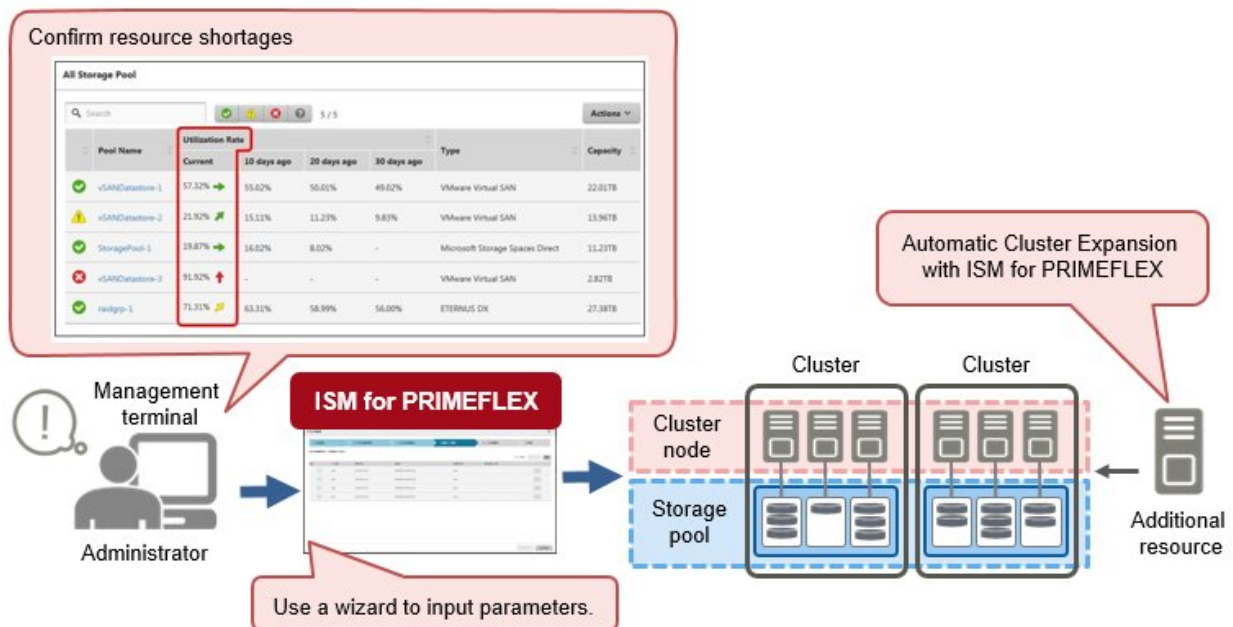 Confirm resource shortages
All Storage Pool
Search 5 / 5 Actions
Pool Name Utilization Rate Type Capacity
Current 10 days ago 20 days ago 30 days ago
vSANDatastore-1 57.32% 55.02% 50.01% 49.02% VMware Virtual SAN 22.01TB
vSANDatastore-2 21.92% 15.11% 11.23% 9.83% VMware Virtual SAN 13.96TB
StoragePool-1 19.87% 16.02% 8.02% - Microsoft Storage Spaces Direct 11.23TB
vSANDatastore-3 91.92% - - - VMware Virtual SAN 2.82TB
raidgrp-1 71.31% 63.31% 58.99% 56.00% ETERNUS DX 27.38TB
Automatic Cluster Expansion
with ISM for PRIMEFLEX
Management
terminal
Administrator
ISM for PRIMEFLEX
Use a wizard to input parameters.
Cluster Cluster
Cluster
node
Storage
pool
Additional
resource